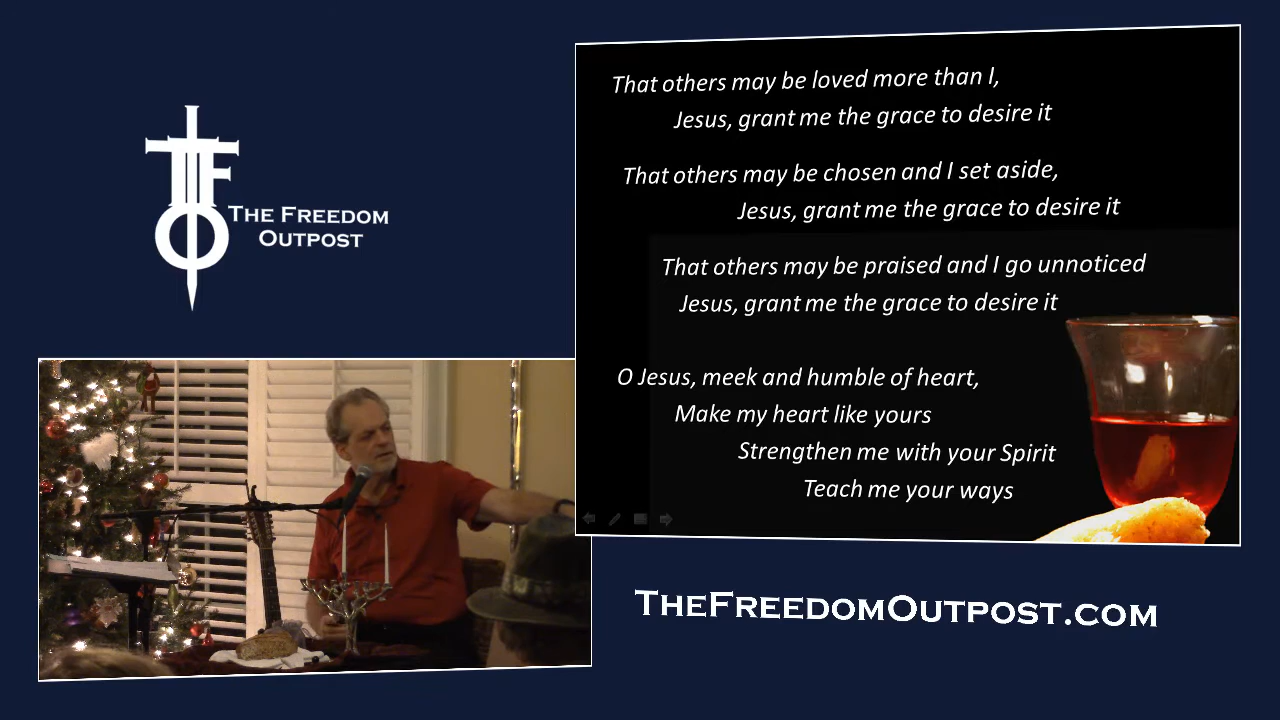 TFO
THE FREEDOM
OUTPOST
That others may be loved more than I,
Jesus, grant me the grace to desire it
That others may be chosen and I set aside,
Jesus, grant me the grace to desire it
That others may be praised and I go unnoticed
Jesus, grant me the grace to desire it
O Jesus, meek and humble of heart,
Make my heart like yours
Strengthen me with your Spirit
Teach me your ways
THEFREEDOMOUTPOST.COM